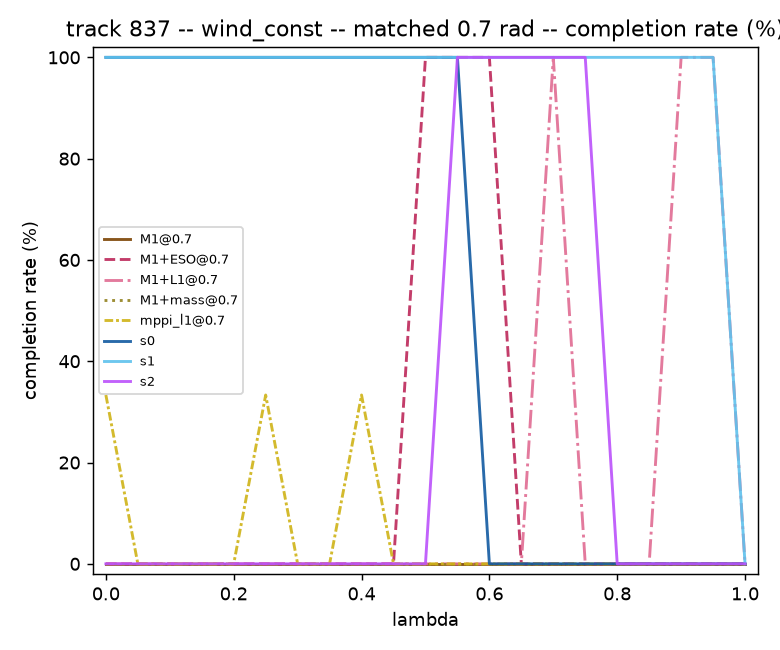 track 837 -- wind_const -- matched 0.7 rad -- completion rate (%)
completion rate (%)
100
80
60
40
20
0
M1@0.7
M1+ESO@0.7
M1+L1@0.7
M1+mass@0.7
mppi_l1@0.7
s0
s1
s2
0.0 0.2 0.4 0.6 0.8 1.0
lambda